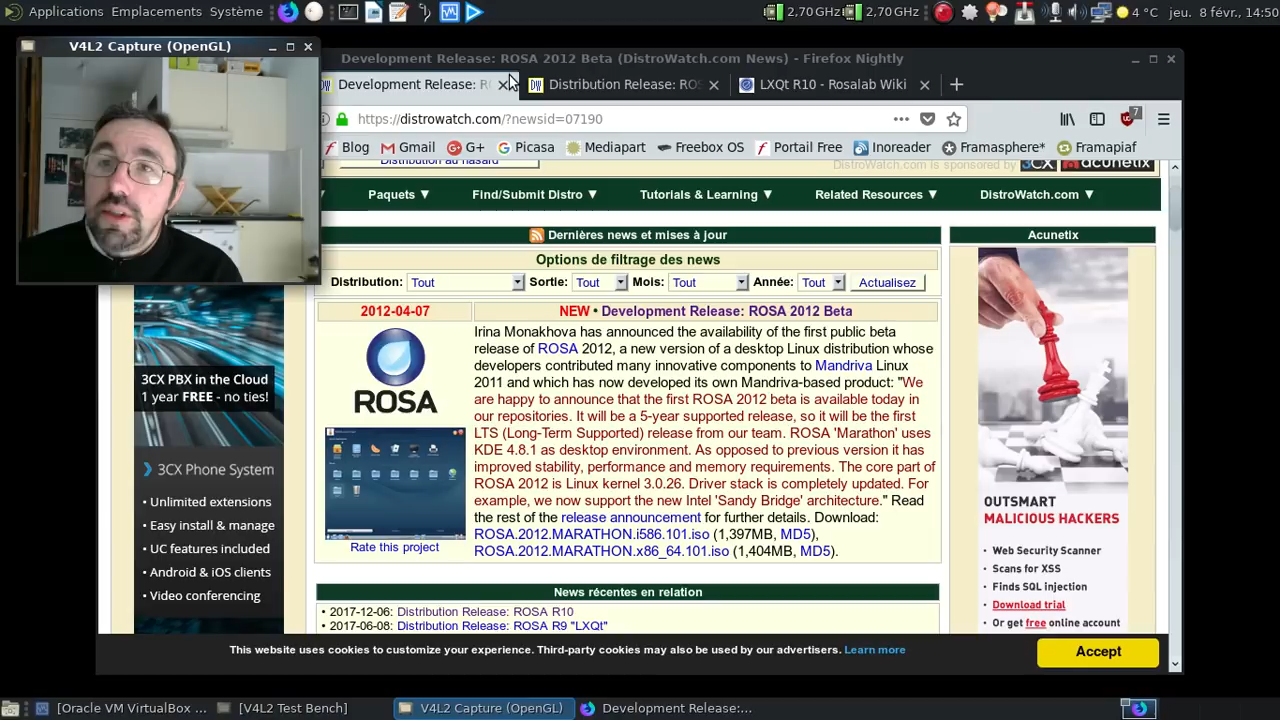 Applications Emplacements Système 2,70 GHz 2,70 GHz 4 °C jeu. 8 févr., 14:50
V4L2 Capture (OpenGL)
Development Release: ROSA 2012 Beta (DistroWatch.com News) - Firefox Nightly
Development Release: R Distribution Release: ROS LXQt R10 - Rosalab Wiki
https://distrowatch.com/?newsid=07190 7
Blog Gmail G+ Picasa Mediapart Freebox OS Portail Free Inoreader Framasphere* Framapiaf
Distribution au hasard DistroWatch.com is sponsored by 3CX acunetix
Paquets ▼ Find/Submit Distro ▼ Tutorials & Learning ▼ Related Resources ▼ DistroWatch.com ▼
Dernières news et mises à jour
Options de filtrage des news
Distribution: Tout Sortie: Tout Mois: Tout Année: Tout Actualisez
2012-04-07
NEW • Development Release: ROSA 2012 Beta
ROSA
Rate this project
Irina Monakhova has announced the availability of the first public beta
release of ROSA 2012, a new version of a desktop Linux distribution whose
developers contributed many innovative components to Mandriva Linux
2011 and which has now developed its own Mandriva-based product: "We
are happy to announce that the first ROSA 2012 beta is available today in
our repositories. It will be a 5-year supported release, so it will be the first
LTS (Long-Term Supported) release from our team. ROSA 'Marathon' uses
KDE 4.8.1 as desktop environment. As opposed to previous version it has
improved stability, performance and memory requirements. The core part of
ROSA 2012 is Linux kernel 3.0.26. Driver stack is completely updated. For
example, we now support the new Intel 'Sandy Bridge' architecture." Read
the rest of the release announcement for further details. Download:
ROSA.2012.MARATHON.i586.101.iso (1,397MB, MD5),
ROSA.2012.MARATHON.x86_64.101.iso (1,404MB, MD5).
News récentes en relation
• 2017-12-06: Distribution Release: ROSA R10
• 2017-06-08: Distribution Release: ROSA R9 "LXQt"
3CX PBX in the Cloud
1 year FREE - no ties!
3CX Phone System
• Unlimited extensions
• Easy install & manage
• UC features included
• Android & iOS clients
• Video conferencing
Acunetix
OUTSMART
MALICIOUS HACKERS
• Web Security Scanner
• Scans for XSS
• Finds SQL injection
• Download trial
• Or get free online account
This website uses cookies to customize your experience. Third-party cookies may also be used by our advertisers. Learn more
Accept
[Oracle VM VirtualBox ... [V4L2 Test Bench] V4L2 Capture (OpenGL) Development Release:...